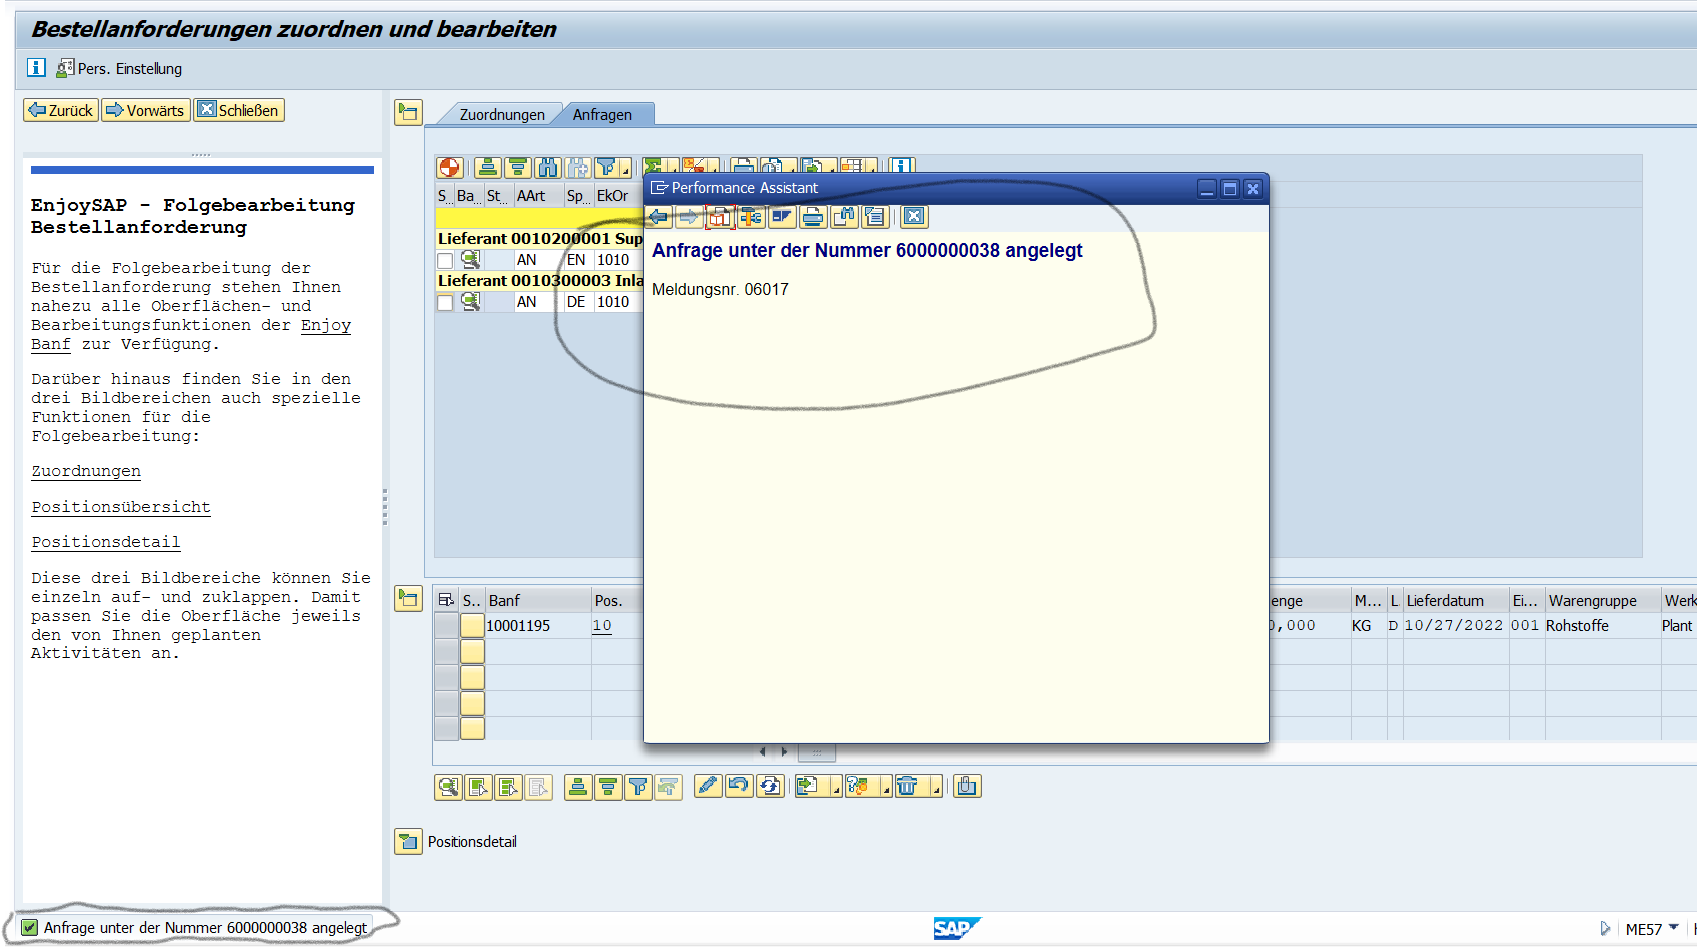 Bestellanforderungen zuordnen und bearbeiten
Pers. Einstellung
Zurück Vorwärts Schließen
EnjoySAP - Folgebearbeitung
Bestellanforderung
Für die Folgebearbeitung der
Bestellanforderung stehen Ihnen
nahezu alle Oberflächen- und
Bearbeitungsfunktionen der Enjoy
Banf zur Verfügung.
Darüber hinaus finden Sie in den
drei Bildbereichen auch spezielle
Funktionen für die
Folgebearbeitung:
Zuordnungen
Positionsübersicht
Positionsdetail
Diese drei Bildbereiche können Sie
einzeln auf- und zuklappen. Damit
passen Sie die Oberfläche jeweils
den von Ihnen geplanten
Aktivitäten an.
Zuordnungen Anfragen
S.. Ba.. St.. AArt Sp.. EkOr
Lieferant 0010200001 Sup
AN EN 1010
Lieferant 0010300003 Inla
AN DE 1010
Performance Assistant
Anfrage unter der Nummer 6000000038 angelegt
Meldungsnr. 06017
S.. Banf Pos. enge M... L Lieferdatum Ei... Warengruppe Werk
10001195 10 0,000 KG D 10/27/2022 001 Rohstoffe Plant
Positionsdetail
Anfrage unter der Nummer 6000000038 angelegt
SAP
ME57